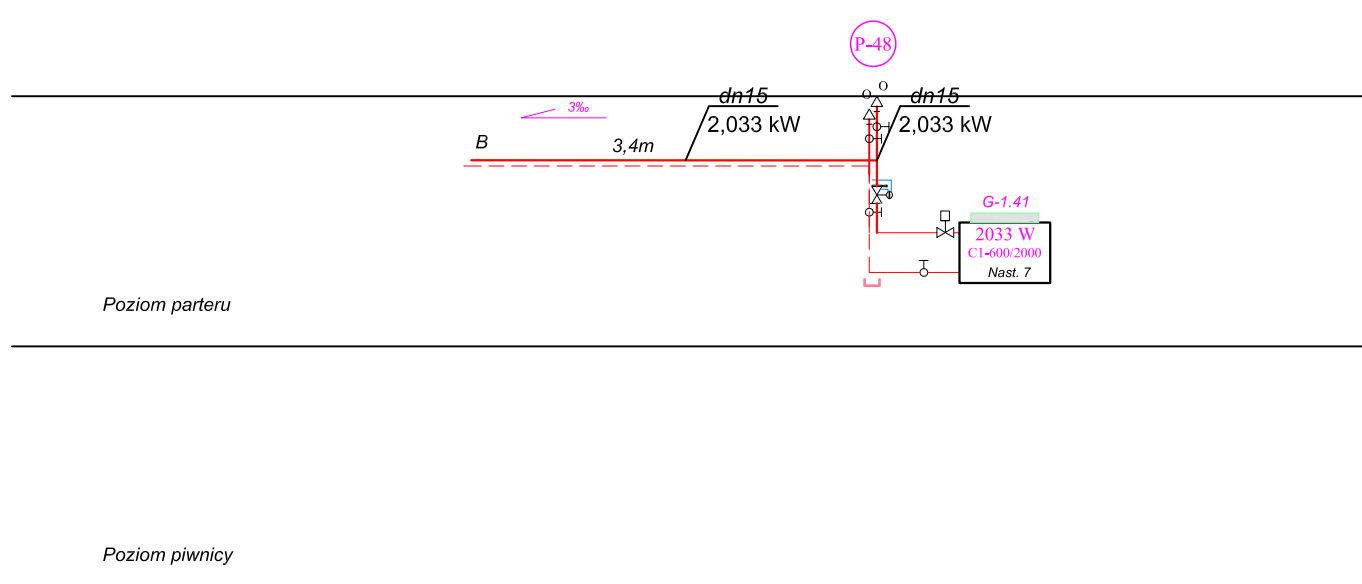 P-48
O
O
dn15
dn15
3‰
2,033 kW
2,033 kW
B
3,4m
G-1.41
2033 W
C1-600/2000
Nast. 7
Poziom parteru
Poziom piwnicy